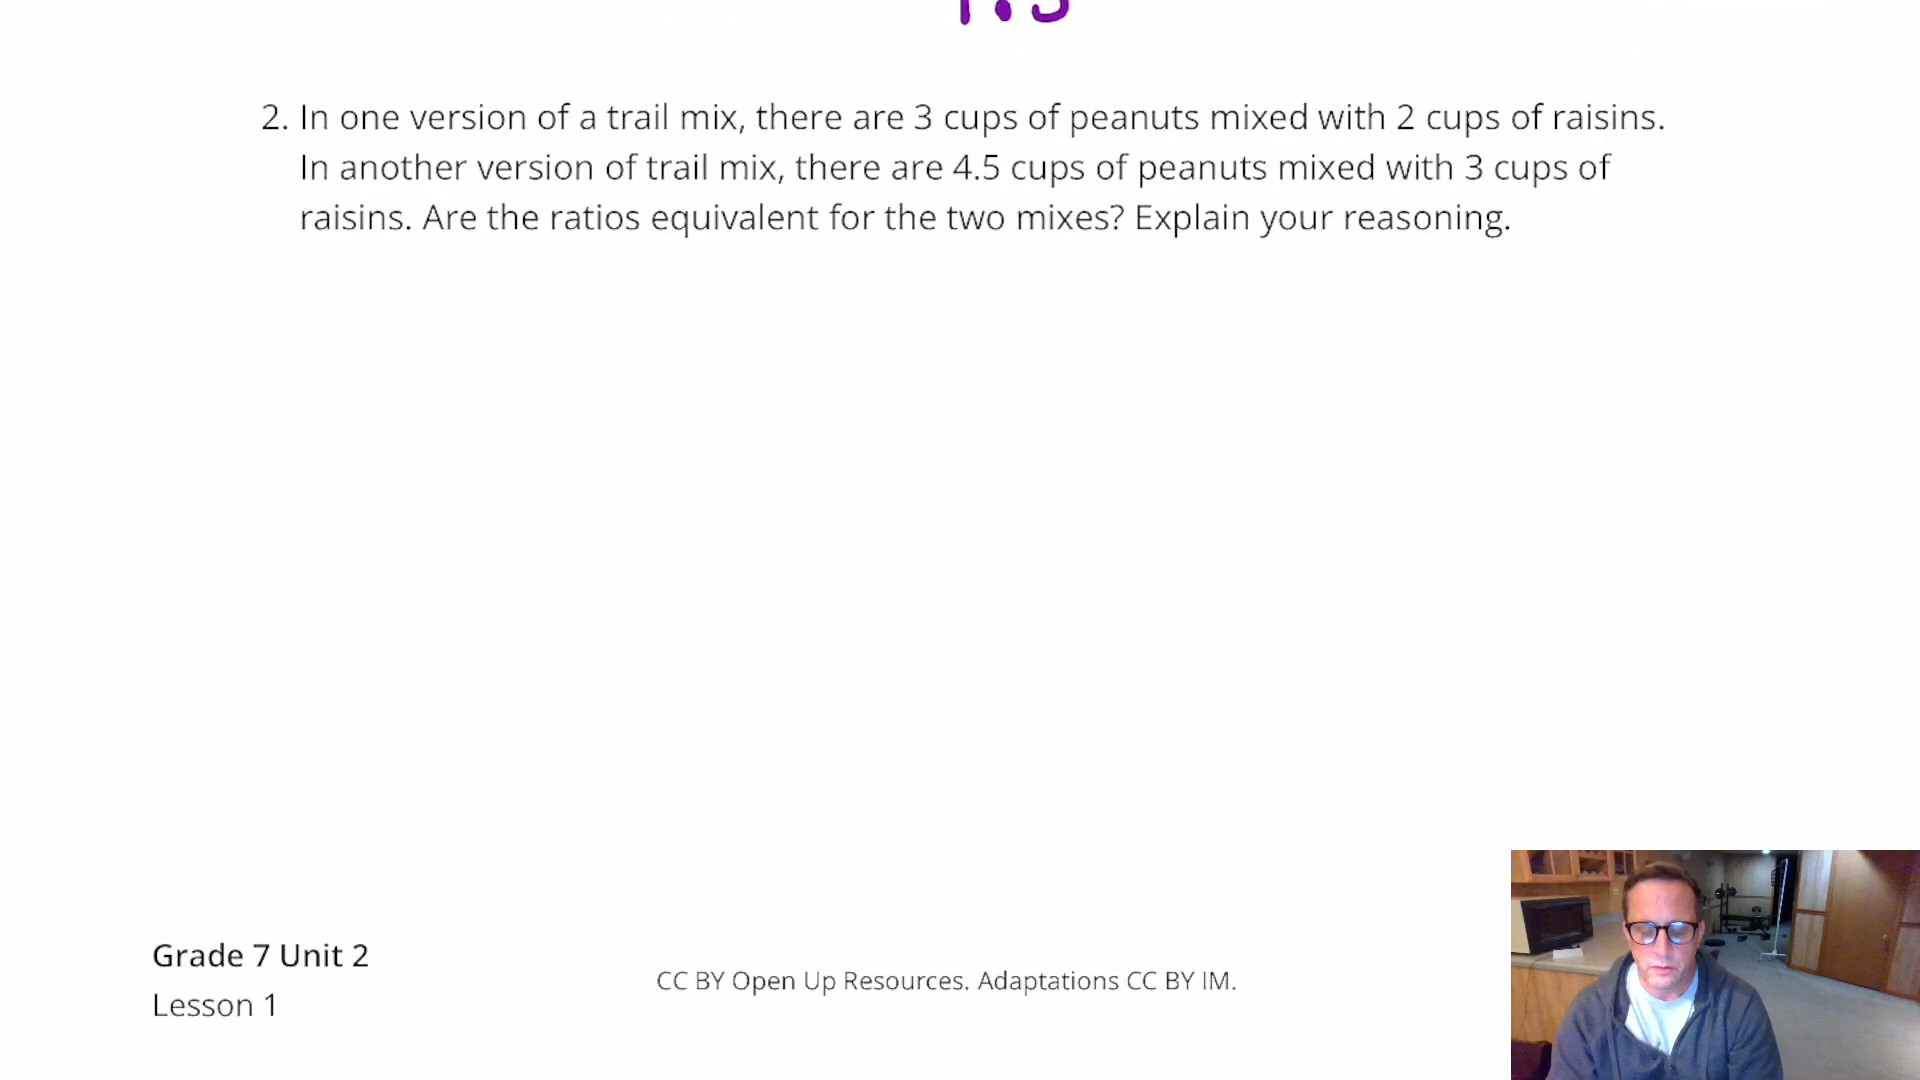 2. In one version of a trail mix, there are 3 cups of peanuts mixed with 2 cups of raisins.
In another version of trail mix, there are 4.5 cups of peanuts mixed with 3 cups of
raisins. Are the ratios equivalent for the two mixes? Explain your reasoning.
Grade 7 Unit 2
CC BY Open Up Resources. Adaptations CC BY IM.
Lesson 1